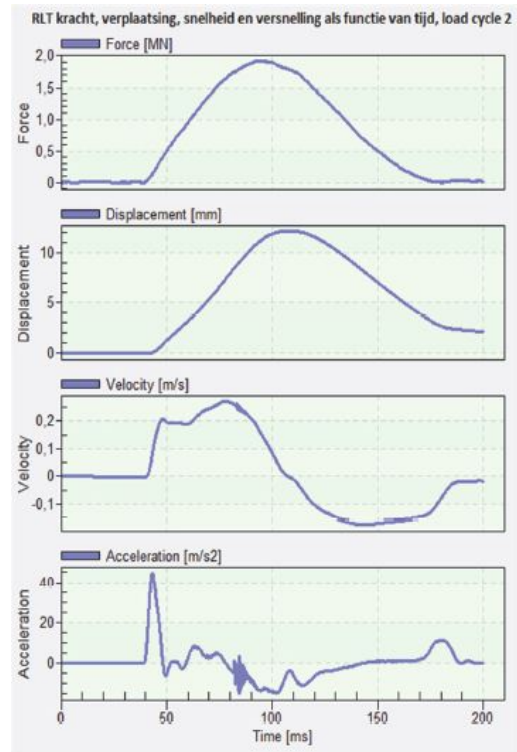 RLT kracht, verplaatsing, snelheid en versnelling als functie van tijd, load cycle 2
Force [MN]
2,0
1,5
1,0
0,5
0
Force
Displacement [mm]
10
5
0
Displacement
Velocity [m/s]
0,2
0,1
0
-0,1
Velocity
Acceleration [m/s2]
40
20
0
Acceleration
0 50 100 150 200
Time [ms]